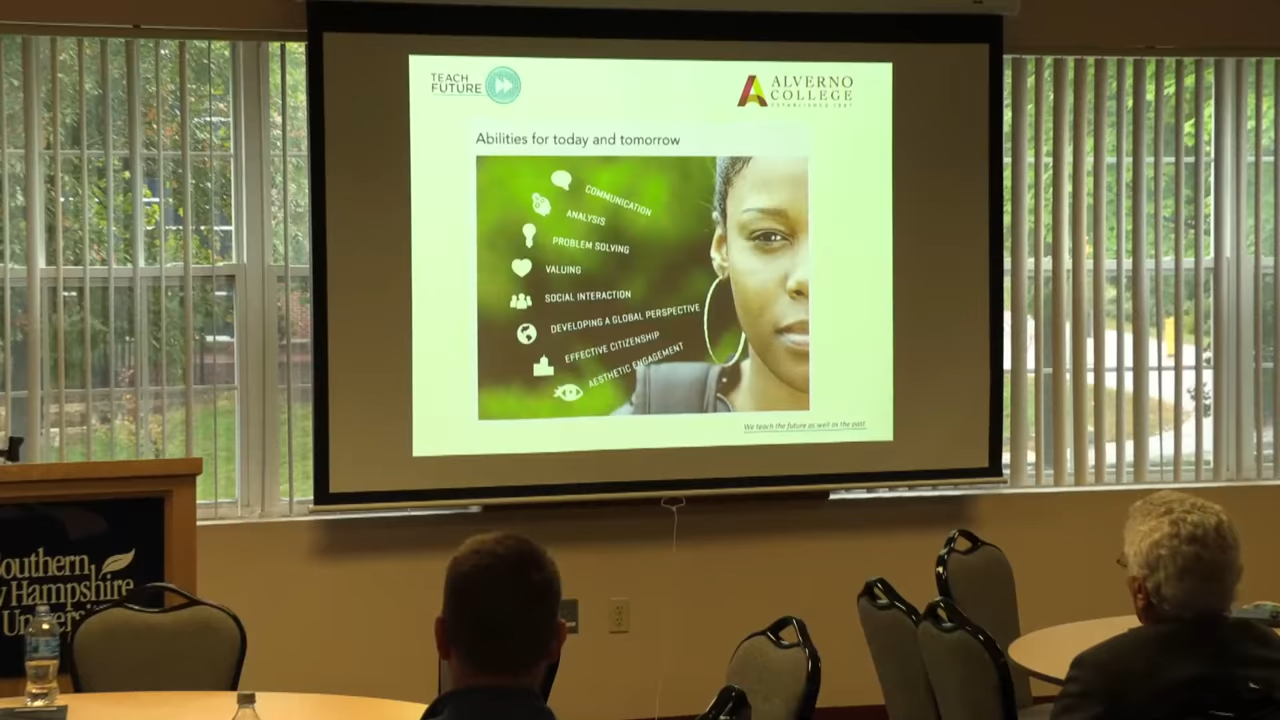 TEACH
FUTURE
ALVERNO
COLLEGE
Abilities for today and tomorrow
COMMUNICATION
ANALYSIS
PROBLEM SOLVING
VALUING
SOCIAL INTERACTION
DEVELOPING A GLOBAL PERSPECTIVE
EFFECTIVE CITIZENSHIP
AESTHETIC ENGAGEMENT
We teach the future as well as the past
outhern
Hampshire
Univers